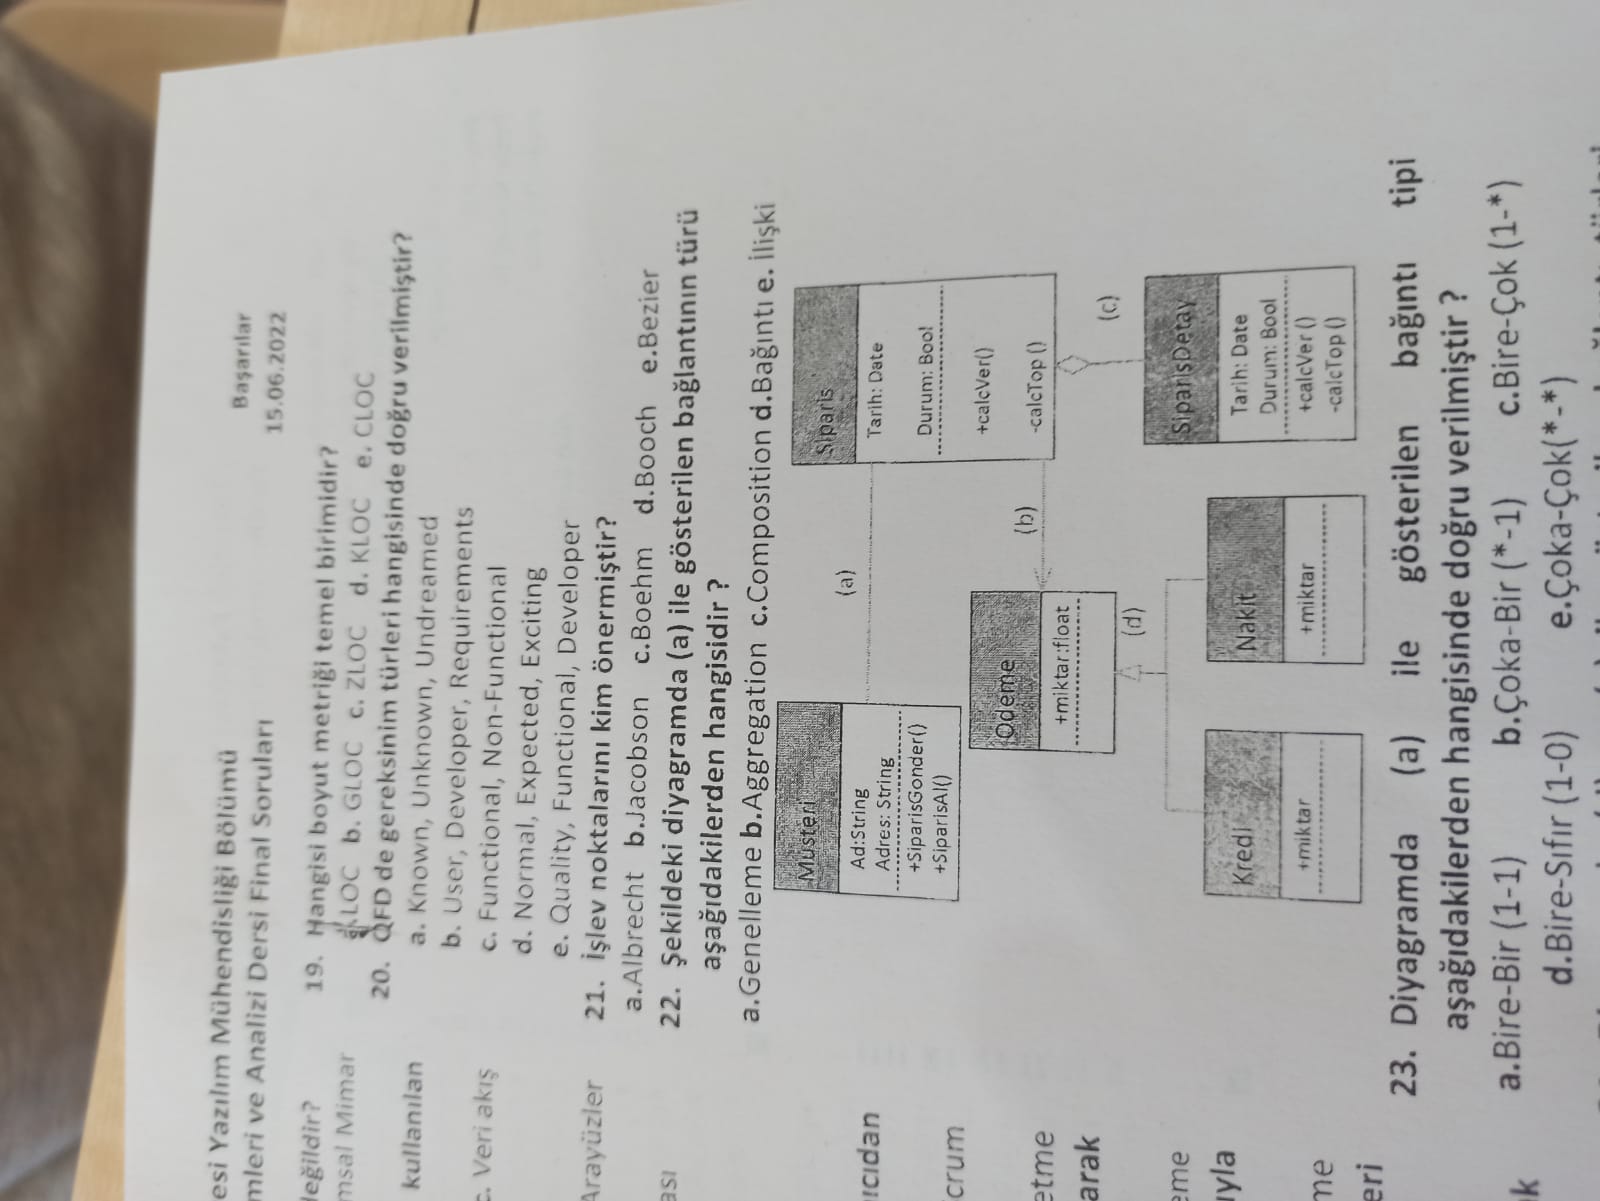 esi Yazılım Mühendisliği Bölümü
mleri ve Analizi Dersi Final Soruları
Başarılar
15.06.2022
leğildir?
msal Mimar
kullanılan
c. Veri akış
Arayüzler
ası
ıcıdan
crum
etme
arak
eme
ıyla
me
eri
k
19. Hangisi boyut metriği temel birimidir?
a. LOC b. GLOC c. ZLOC d. KLOC e. CLOC
20. QFD de gereksinim türleri hangisinde doğru verilmiştir?
a. Known, Unknown, Undreamed
b. User, Developer, Requirements
c. Functional, Non-Functional
d. Normal, Expected, Exciting
e. Quality, Functional, Developer
21. İşlev noktalarını kim önermiştir?
a.Albrecht b.Jacobson c.Boehm d.Booch e.Bezier
22. Şekildeki diyagramda (a) ile gösterilen bağlantının türü
aşağıdakilerden hangisidir ?
a.Genelleme b.Aggregation c.Composition d.Bağıntı e. İlişki
Musteri
Ad:String
Adres: String
+SiparisGonder()
+SiparisAl()
(a)
Siparis
Tarih: Date
Durum: Bool
+calcVer()
-calcTop ()
Odeme
+miktar:float
(b)
(c)
(d)
Kredi
+miktar
Nakit
+miktar
SiparisDetay
Tarih: Date
Durum: Bool
+calcVer ()
-calcTop ()
23. Diyagramda (a) ile gösterilen bağıntı tipi
aşağıdakilerden hangisinde doğru verilmiştir ?
a.Bire-Bir (1-1) b.Çoka-Bir (*-1) c.Bire-Çok (1-*)
d.Bire-Sıfır (1-0) e.Çoka-Çok(*-*)